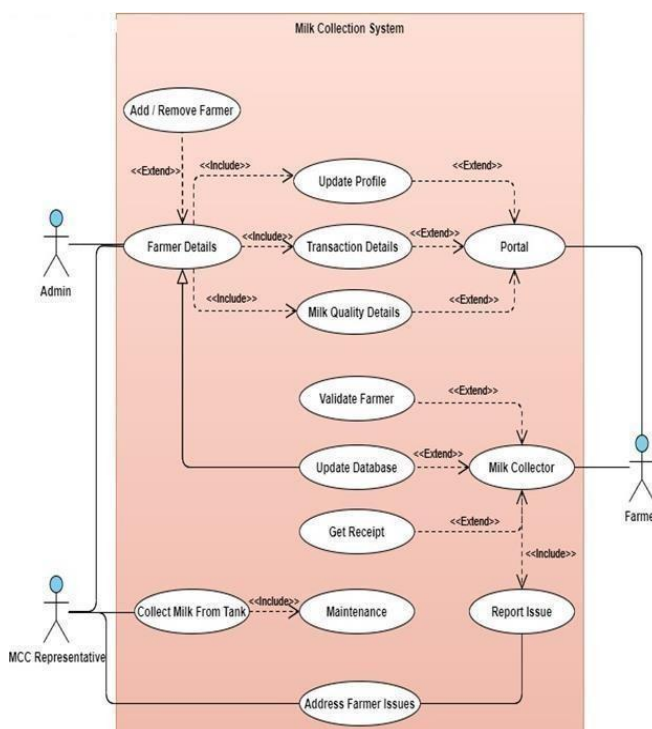 Milk Collection System
Add / Remove Farmer
<<Extend>>
<<Include>>
Update Profile
<<Extend>>
Admin
Farmer Details
<<Include>>
Transaction Details
<<Extend>>
Portal
<<Include>>
Milk Quality Details
<<Extend>>
Validate Farmer
<<Extend>>
Update Database
<<Extend>>
Milk Collector
Farme
Get Receipt
<<Extend>>
<<Include>>
MCC Representative
Collect Milk From Tank
<<Include>>
Maintenance
Report Issue
Address Farmer Issues